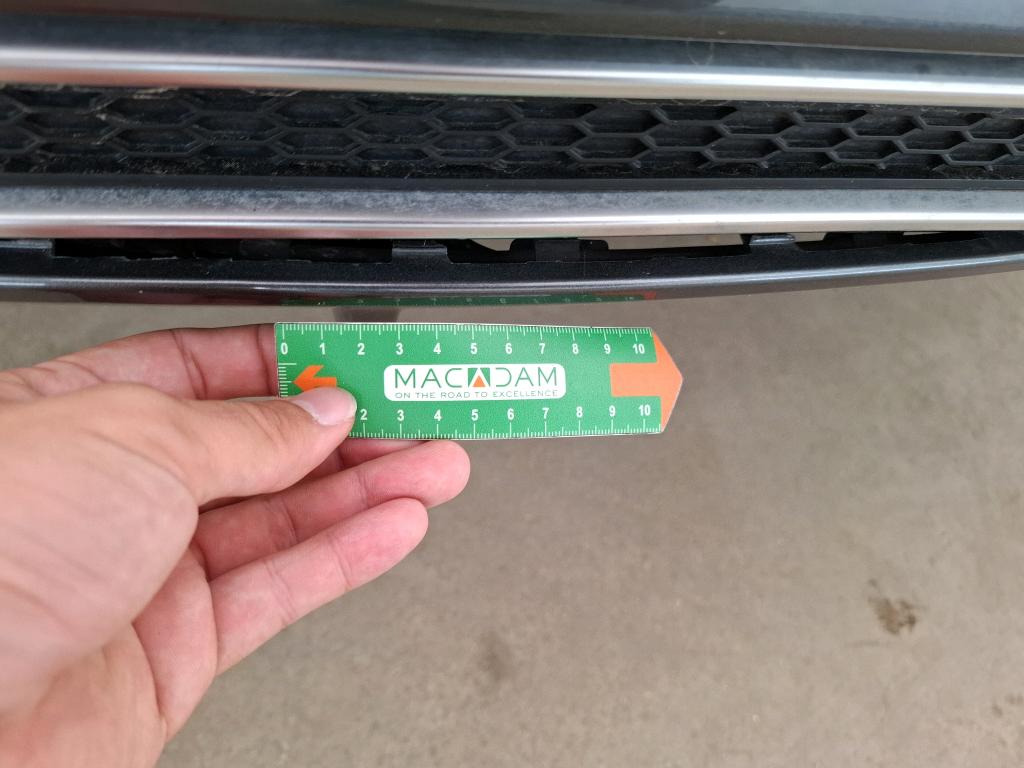 0 1 2 3 4 5 6 7 8 9 10
MACADAM
ON THE ROAD TO EXCELLENCE
2 3 4 5 6 7 8 9 10